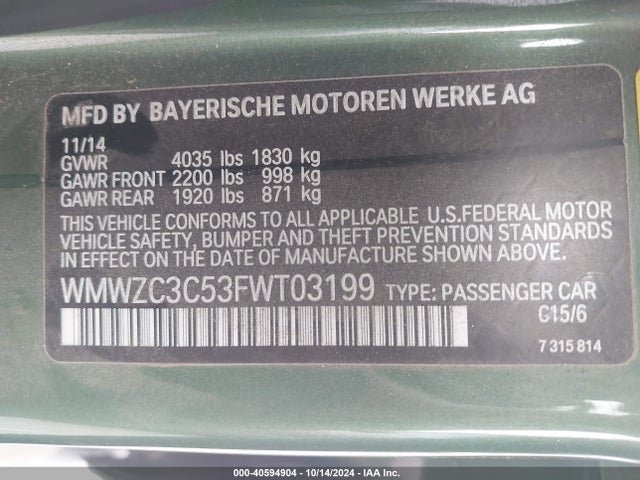 MFD BY BAYERISCHE MOTOREN WERKE AG
11/14
GVWR 4035 lbs 1830 kg
GAWR FRONT 2200 lbs 998 kg
GAWR REAR 1920 lbs 871 kg
THIS VEHICLE CONFORMS TO ALL APPLICABLE U.S.FEDERAL MOTOR
VEHICLE SAFETY, BUMPER AND THEFT PREVENTION STANDARDS
IN EFFECT ON THE DATE OF MANUFACTURE SHOWN ABOVE.
WMWZC3C53FWT03199 TYPE: PASSENGER CAR
C15/6
7 315 814
000-40594904 | 10/14/2024 | IAA, Inc.